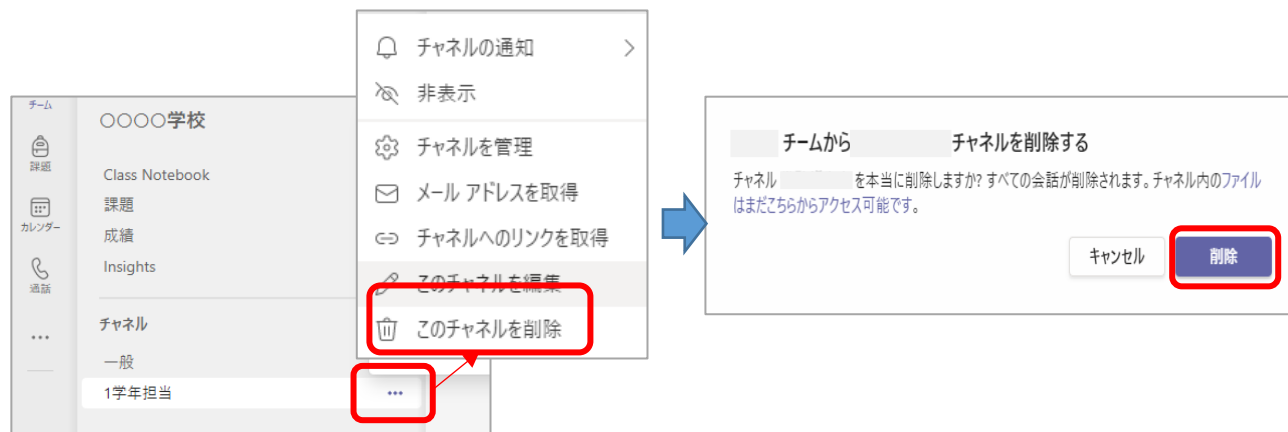 チーム
課題
カレンダー
通話
...
○○○○学校
Class Notebook
課題
成績
Insights
チャネル
一般
1学年担当
...
チャネルの通知
非表示
チャネルを管理
メール アドレスを取得
チャネルへのリンクを取得
このチャネルを編集
このチャネルを削除
チームから チャネルを削除する
チャネル を本当に削除しますか? すべての会話が削除されます。チャネル内のファイル
はまだこちらからアクセス可能です。
キャンセル
削除